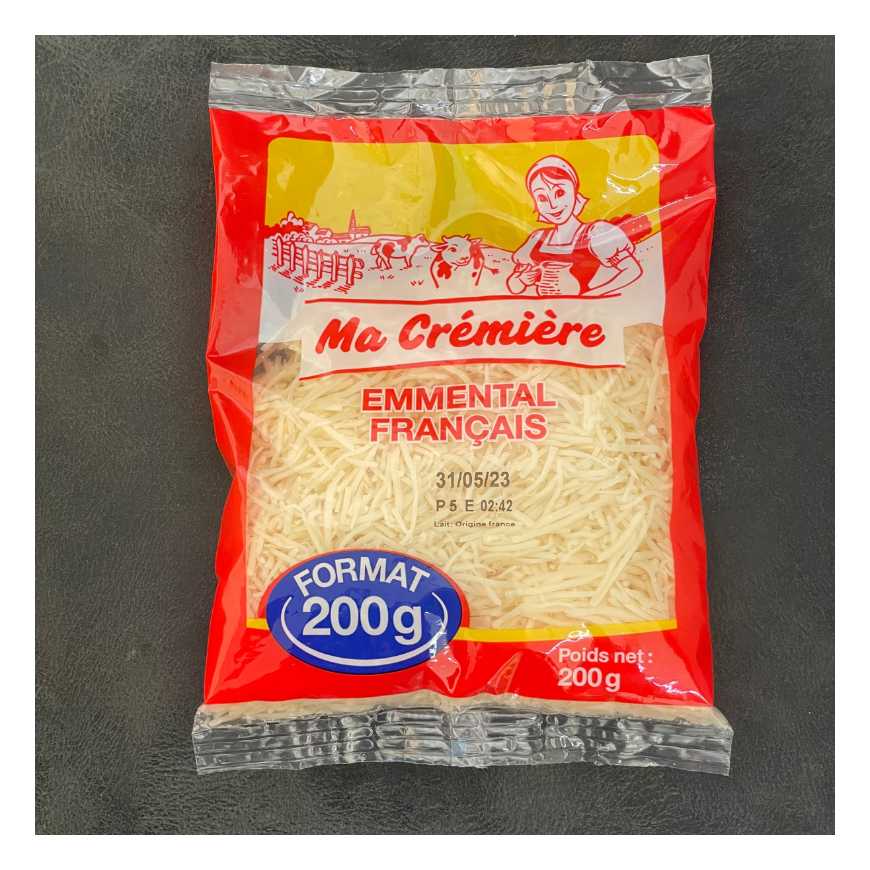 Ma Crémière
EMMENTAL
FRANÇAIS
31/05/23
P 5 E 02:42
Lait: Origine france
FORMAT
200g
Poids net :
200g